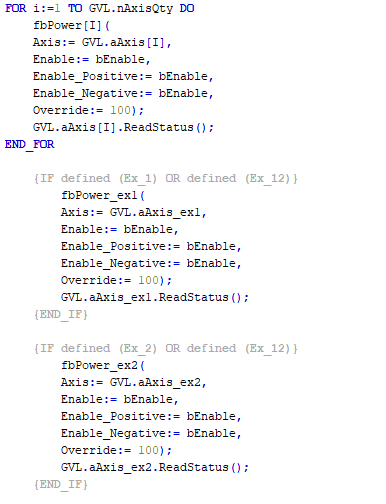 FOR i:=1 TO GVL.nAxisQty DO
fbPower[I](
Axis:= GVL.aAxis[I],
Enable:= bEnable,
Enable_Positive:= bEnable,
Enable_Negative:= bEnable,
Override:= 100);
GVL.aAxis[I].ReadStatus();
END_FOR
{IF defined (Ex_1) OR defined (Ex_12)}
fbPower_ex1(
Axis:= GVL.aAxis_ex1,
Enable:= bEnable,
Enable_Positive:= bEnable,
Enable_Negative:= bEnable,
Override:= 100);
GVL.aAxis_ex1.ReadStatus();
{END_IF}
{IF defined (Ex_2) OR defined (Ex_12)}
fbPower_ex2(
Axis:= GVL.aAxis_ex2,
Enable:= bEnable,
Enable_Positive:= bEnable,
Enable_Negative:= bEnable,
Override:= 100);
GVL.aAxis_ex2.ReadStatus();
{END_IF}